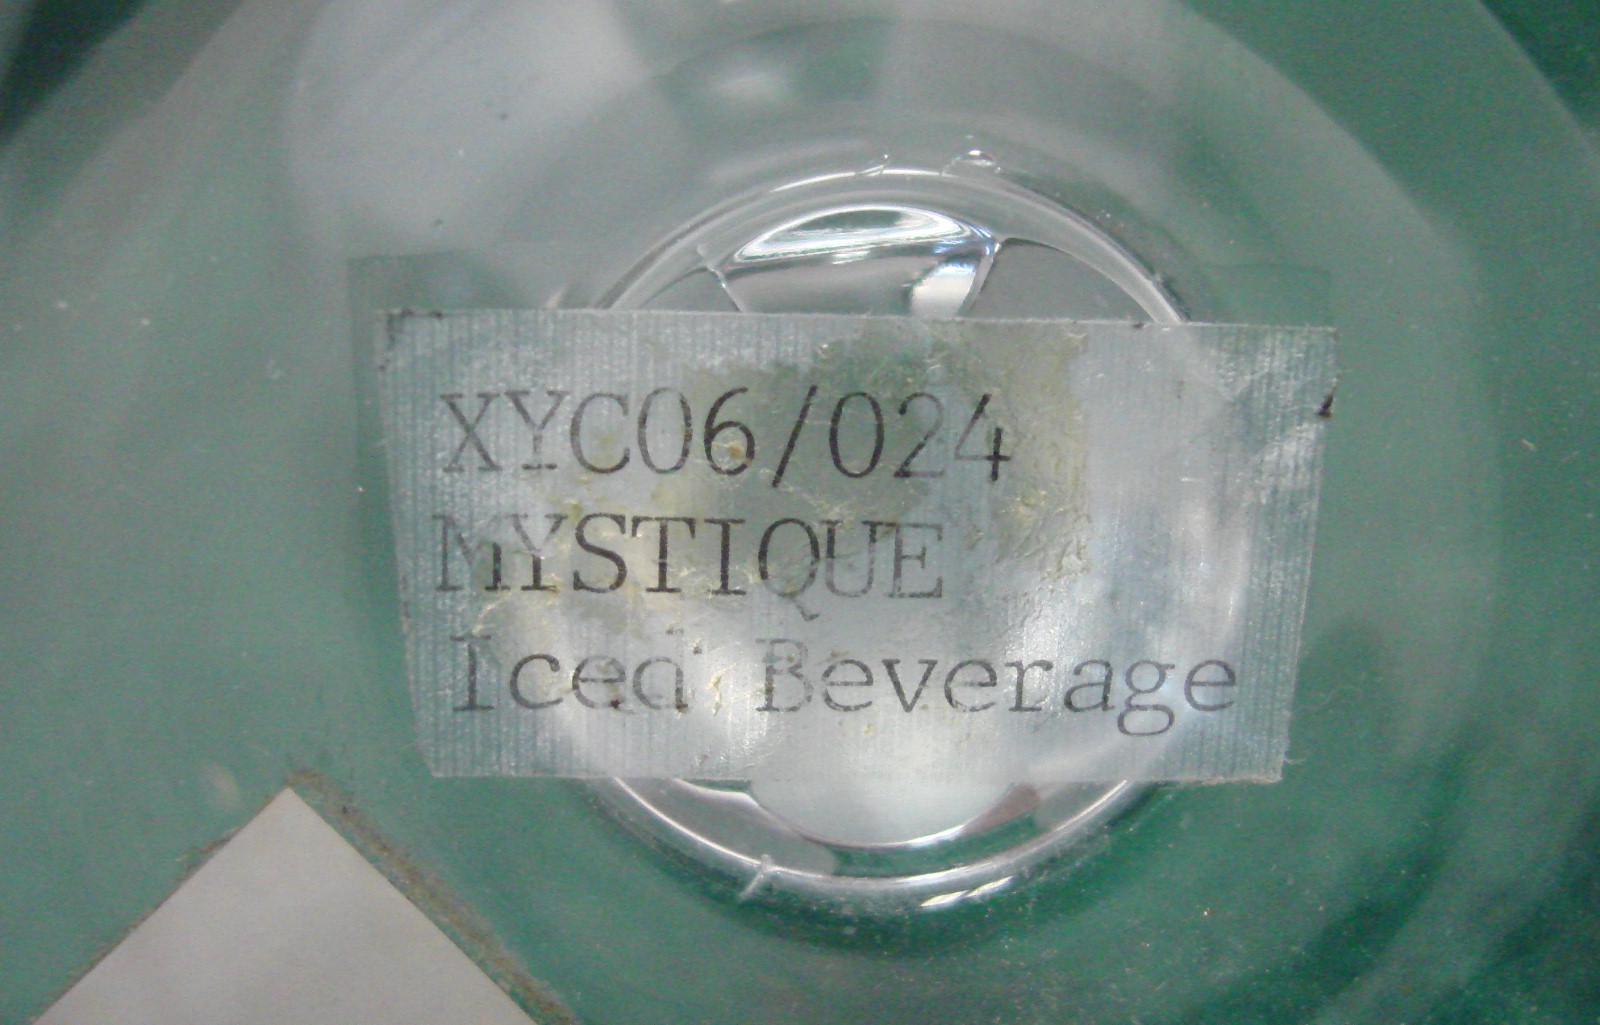 XYC06/024
MYSTIQUE
Iced Beverage